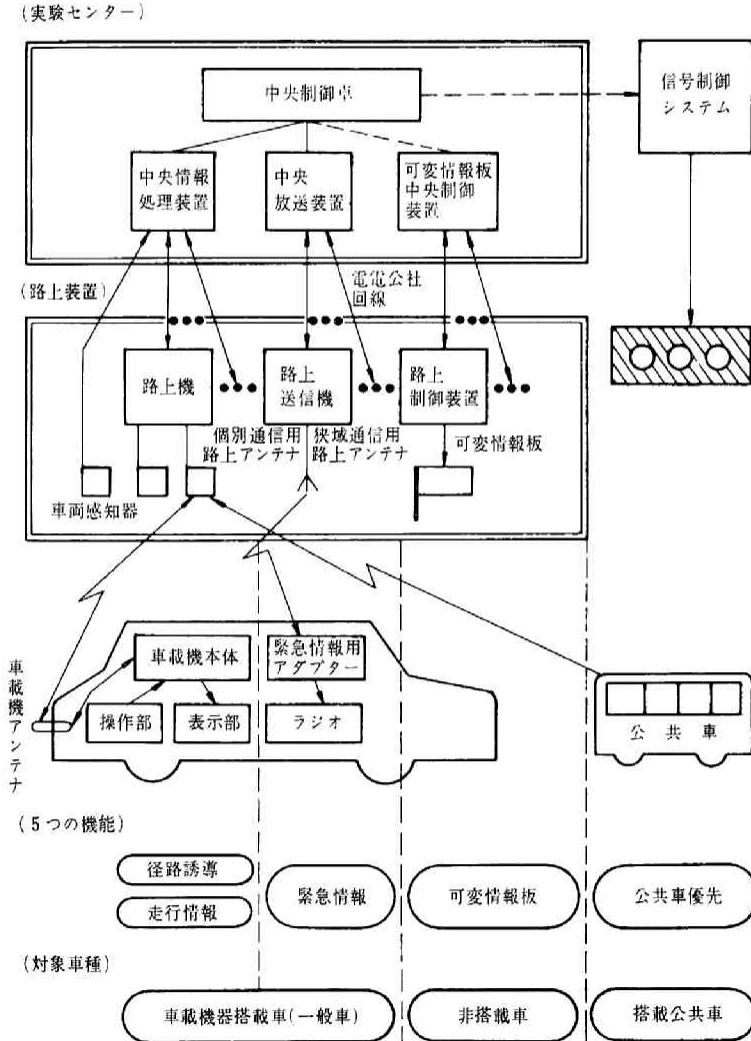 (実験センター)
中央制御卓
信号制御
システム
中央情報
処理装置
中央
放送装置
可変情報板
中央制御
装置
(路上装置)
電電公社
回線
路上機
路上
送信機
路上
制御装置
個別通信用
路上アンテナ
狭域通信用
路上アンテナ
可変情報板
車両感知器
車載機アンテナ
車載機本体
緊急情報用
アダプター
操作部
表示部
ラジオ
公共車
(5つの機能)
径路誘導
走行情報
緊急情報
可変情報板
公共車優先
(対象車種)
車載機器搭載車(一般車)
非搭載車
搭載公共車